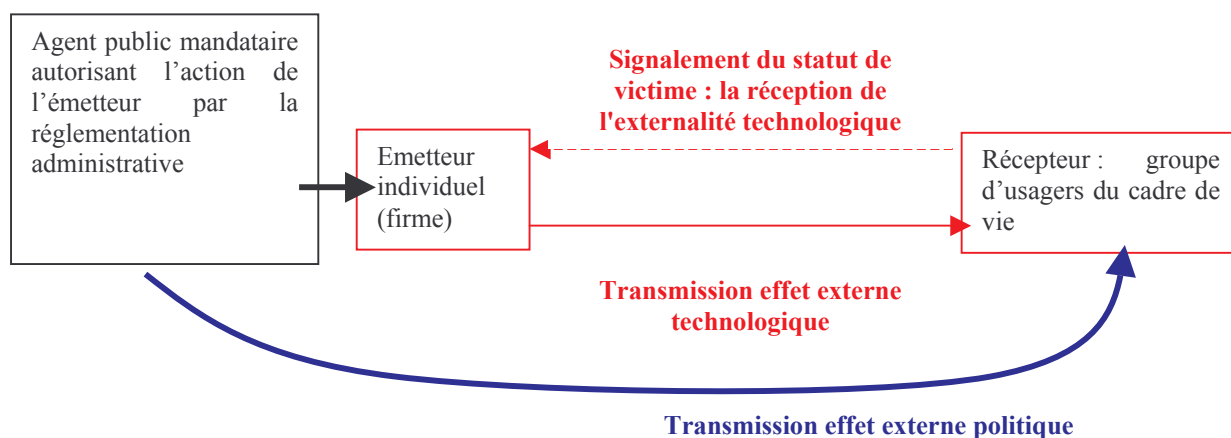 Agent public mandataire
autorisant l’action de
l’émetteur par la
réglementation
administrative
Signalement du statut de
victime : la réception de
l'externalité technologique
Emetteur
individuel
(firme)
Récepteur : groupe
d’usagers du cadre de
vie
Transmission effet externe
technologique
Transmission effet externe politique